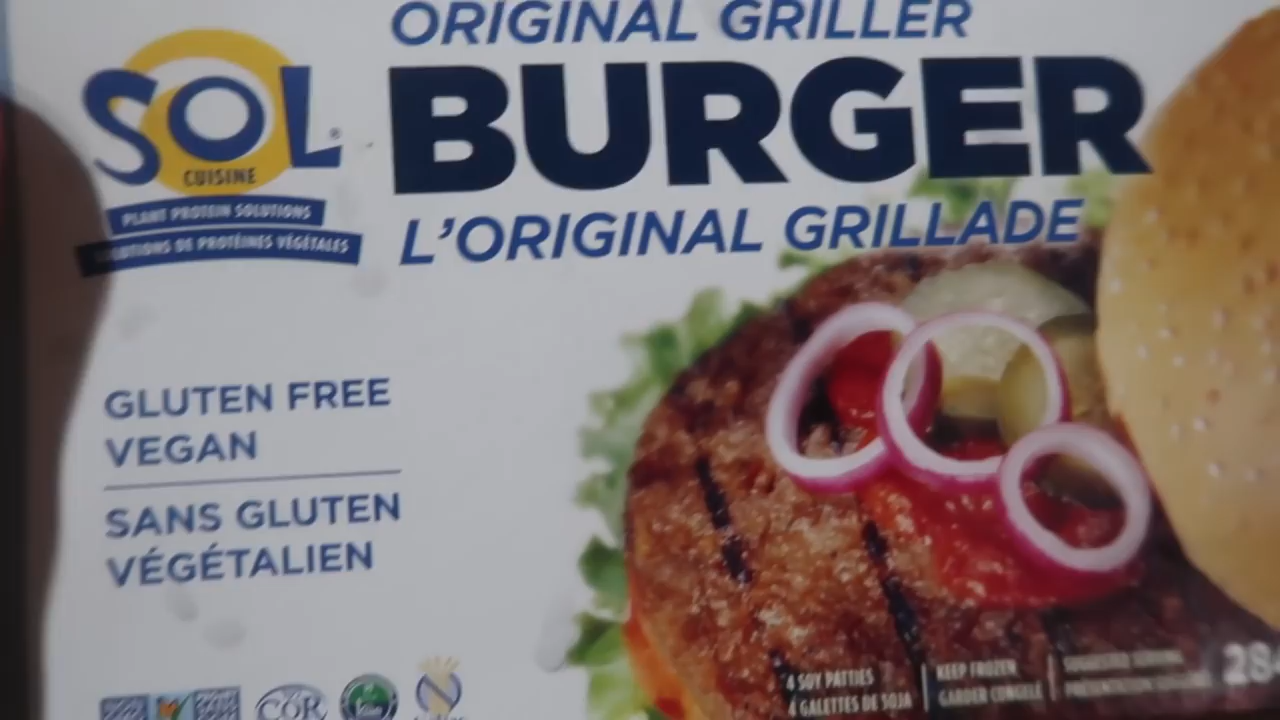 ORIGINAL GRILLER
BURGER
L'ORIGINAL GRILLADE
SOL®
CUISINE
PLANT PROTEIN SOLUTIONS
SOLUTIONS DE PROTÉINES VÉGÉTALES
GLUTEN FREE
VEGAN
SANS GLUTEN
VÉGÉTALIEN
COR
4 SOY PATTIES
4 GALETTES DE SOJA
KEEP FROZEN
GARDER CONGELÉ
SUGGESTED SERVING
PRÉSENTATION
28